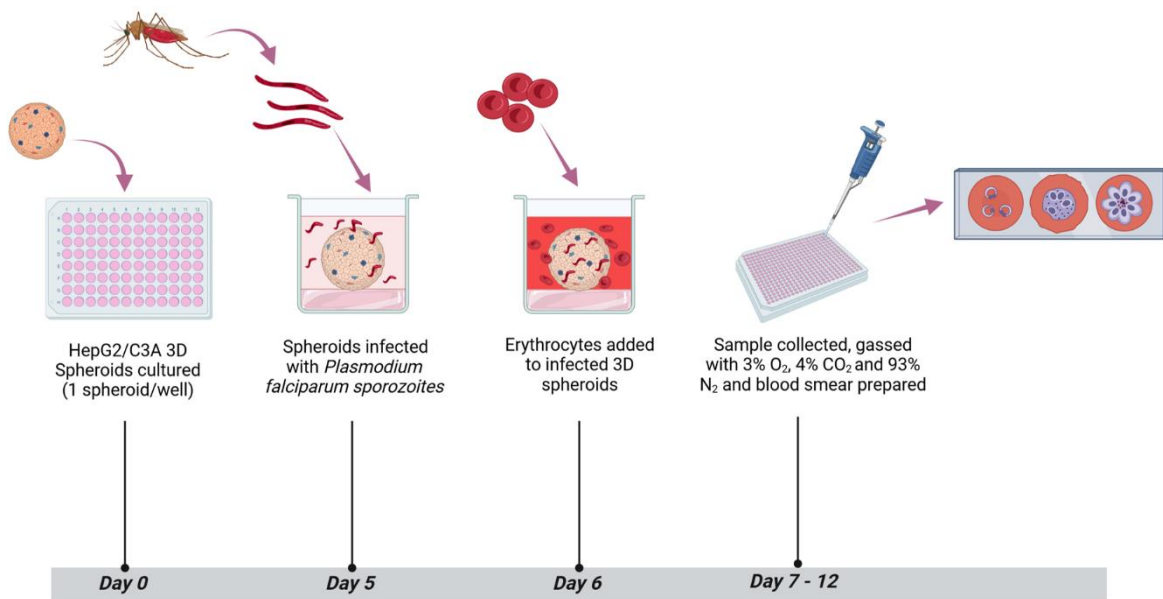 HepG2/C3A 3D
Spheroids cultured
(1 spheroid/well)
Spheroids infected
with Plasmodium
falciparum sporozoites
Erythrocytes added
to infected 3D
spheroids
Sample collected, gassed
with 3% O₂, 4% CO₂ and 93%
N₂ and blood smear prepared
Day 0
Day 5
Day 6
Day 7 - 12